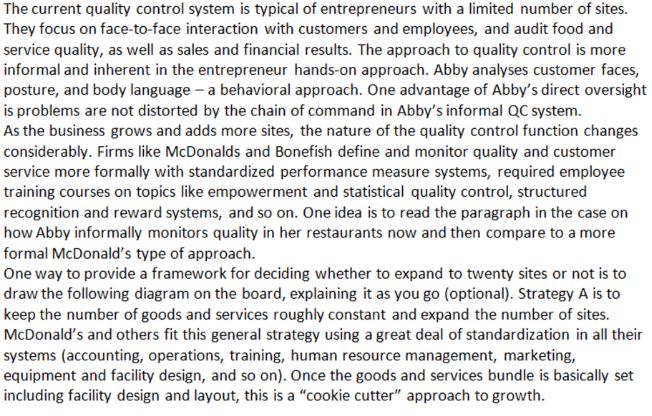 The current quality control system is typical of entrepreneurs with a limited number of sites.
They focus on face-to-face interaction with customers and employees, and audit food and
service quality, as well as sales and financial results. The approach to quality control is more
informal and inherent in the entrepreneur hands-on approach. Abby analyses customer faces,
posture, and body language – a behavioral approach. One advantage of Abby's direct oversight
is problems are not distorted by the chain of command in Abby's informal QC system.
As the business grows and adds more sites, the nature of the quality control function changes
considerably. Firms like McDonalds and Bonefish define and monitor quality and customer
service more formally with standardized performance measure systems, required employee
training courses on topics like empowerment and statistical quality control, structured
recognition and reward systems, and so on. One idea is to read the paragraph in the case on
how Abby informally monitors quality in her restaurants now and then compare to a more
formal McDonald's type of approach.
One way to provide a framework for deciding whether to expand to twenty sites or not is to
draw the following diagram on the board, explaining it as you go (optional). Strategy A is to
keep the number of goods and services roughly constant and expand the number of sites.
McDonald's and others fit this general strategy using a great deal of standardization in all their
systems (accounting, operations, training, human resource management, marketing,
equipment and facility design, and so on). Once the goods and services bundle is basically set
including facility design and layout, this is a "cookie cutter" approach to growth.